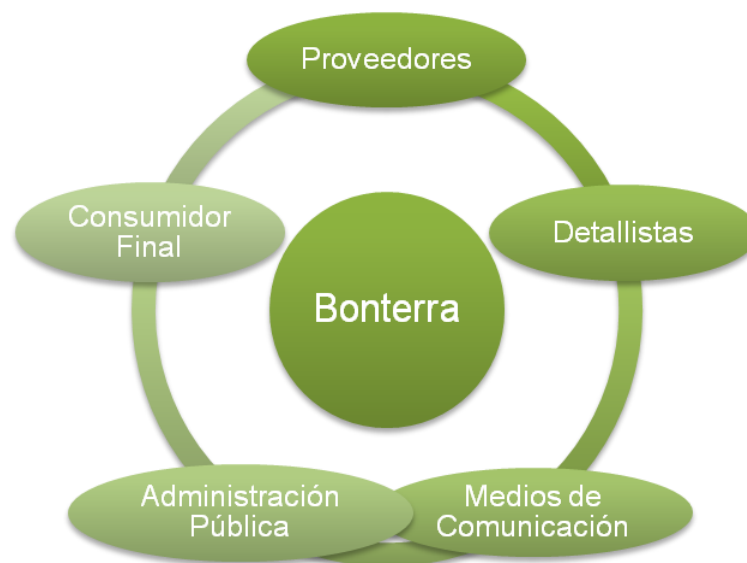 Proveedores
Consumidor
Final
Detallistas
Bonterra
Administración
Pública
Medios de
Comunicación